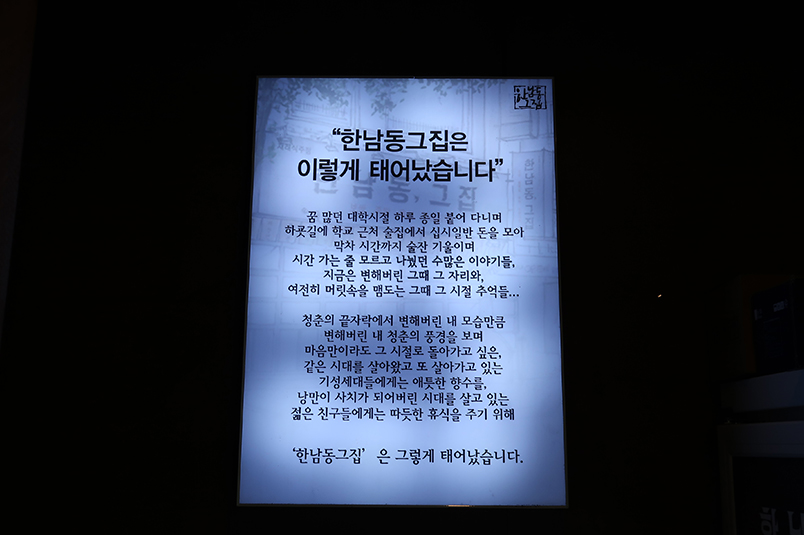 한남동
그집
“한남동그집은
이렇게 태어났습니다”
한남동,그집
꿈 많던 대학시절 하루 종일 붙어 다니며
하굣길에 학교 근처 술집에서 십시일반 돈을 모아
막차 시간까지 술잔 기울이며
시간 가는 줄 모르고 나눴던 수많은 이야기들,
지금은 변해버린 그때 그 자리와,
여전히 머릿속을 맴도는 그때 그 시절 추억들...
청춘의 끝자락에서 변해버린 내 모습만큼
변해버린 내 청춘의 풍경을 보며
마음만이라도 그 시절로 돌아가고 싶은,
같은 시대를 살아왔고 또 살아가고 있는
기성세대들에게는 애틋한 향수를,
낭만이 사치가 되어버린 시대를 살고 있는
젊은 친구들에게는 따듯한 휴식을 주기 위해
‘한남동그집’ 은 그렇게 태어났습니다.